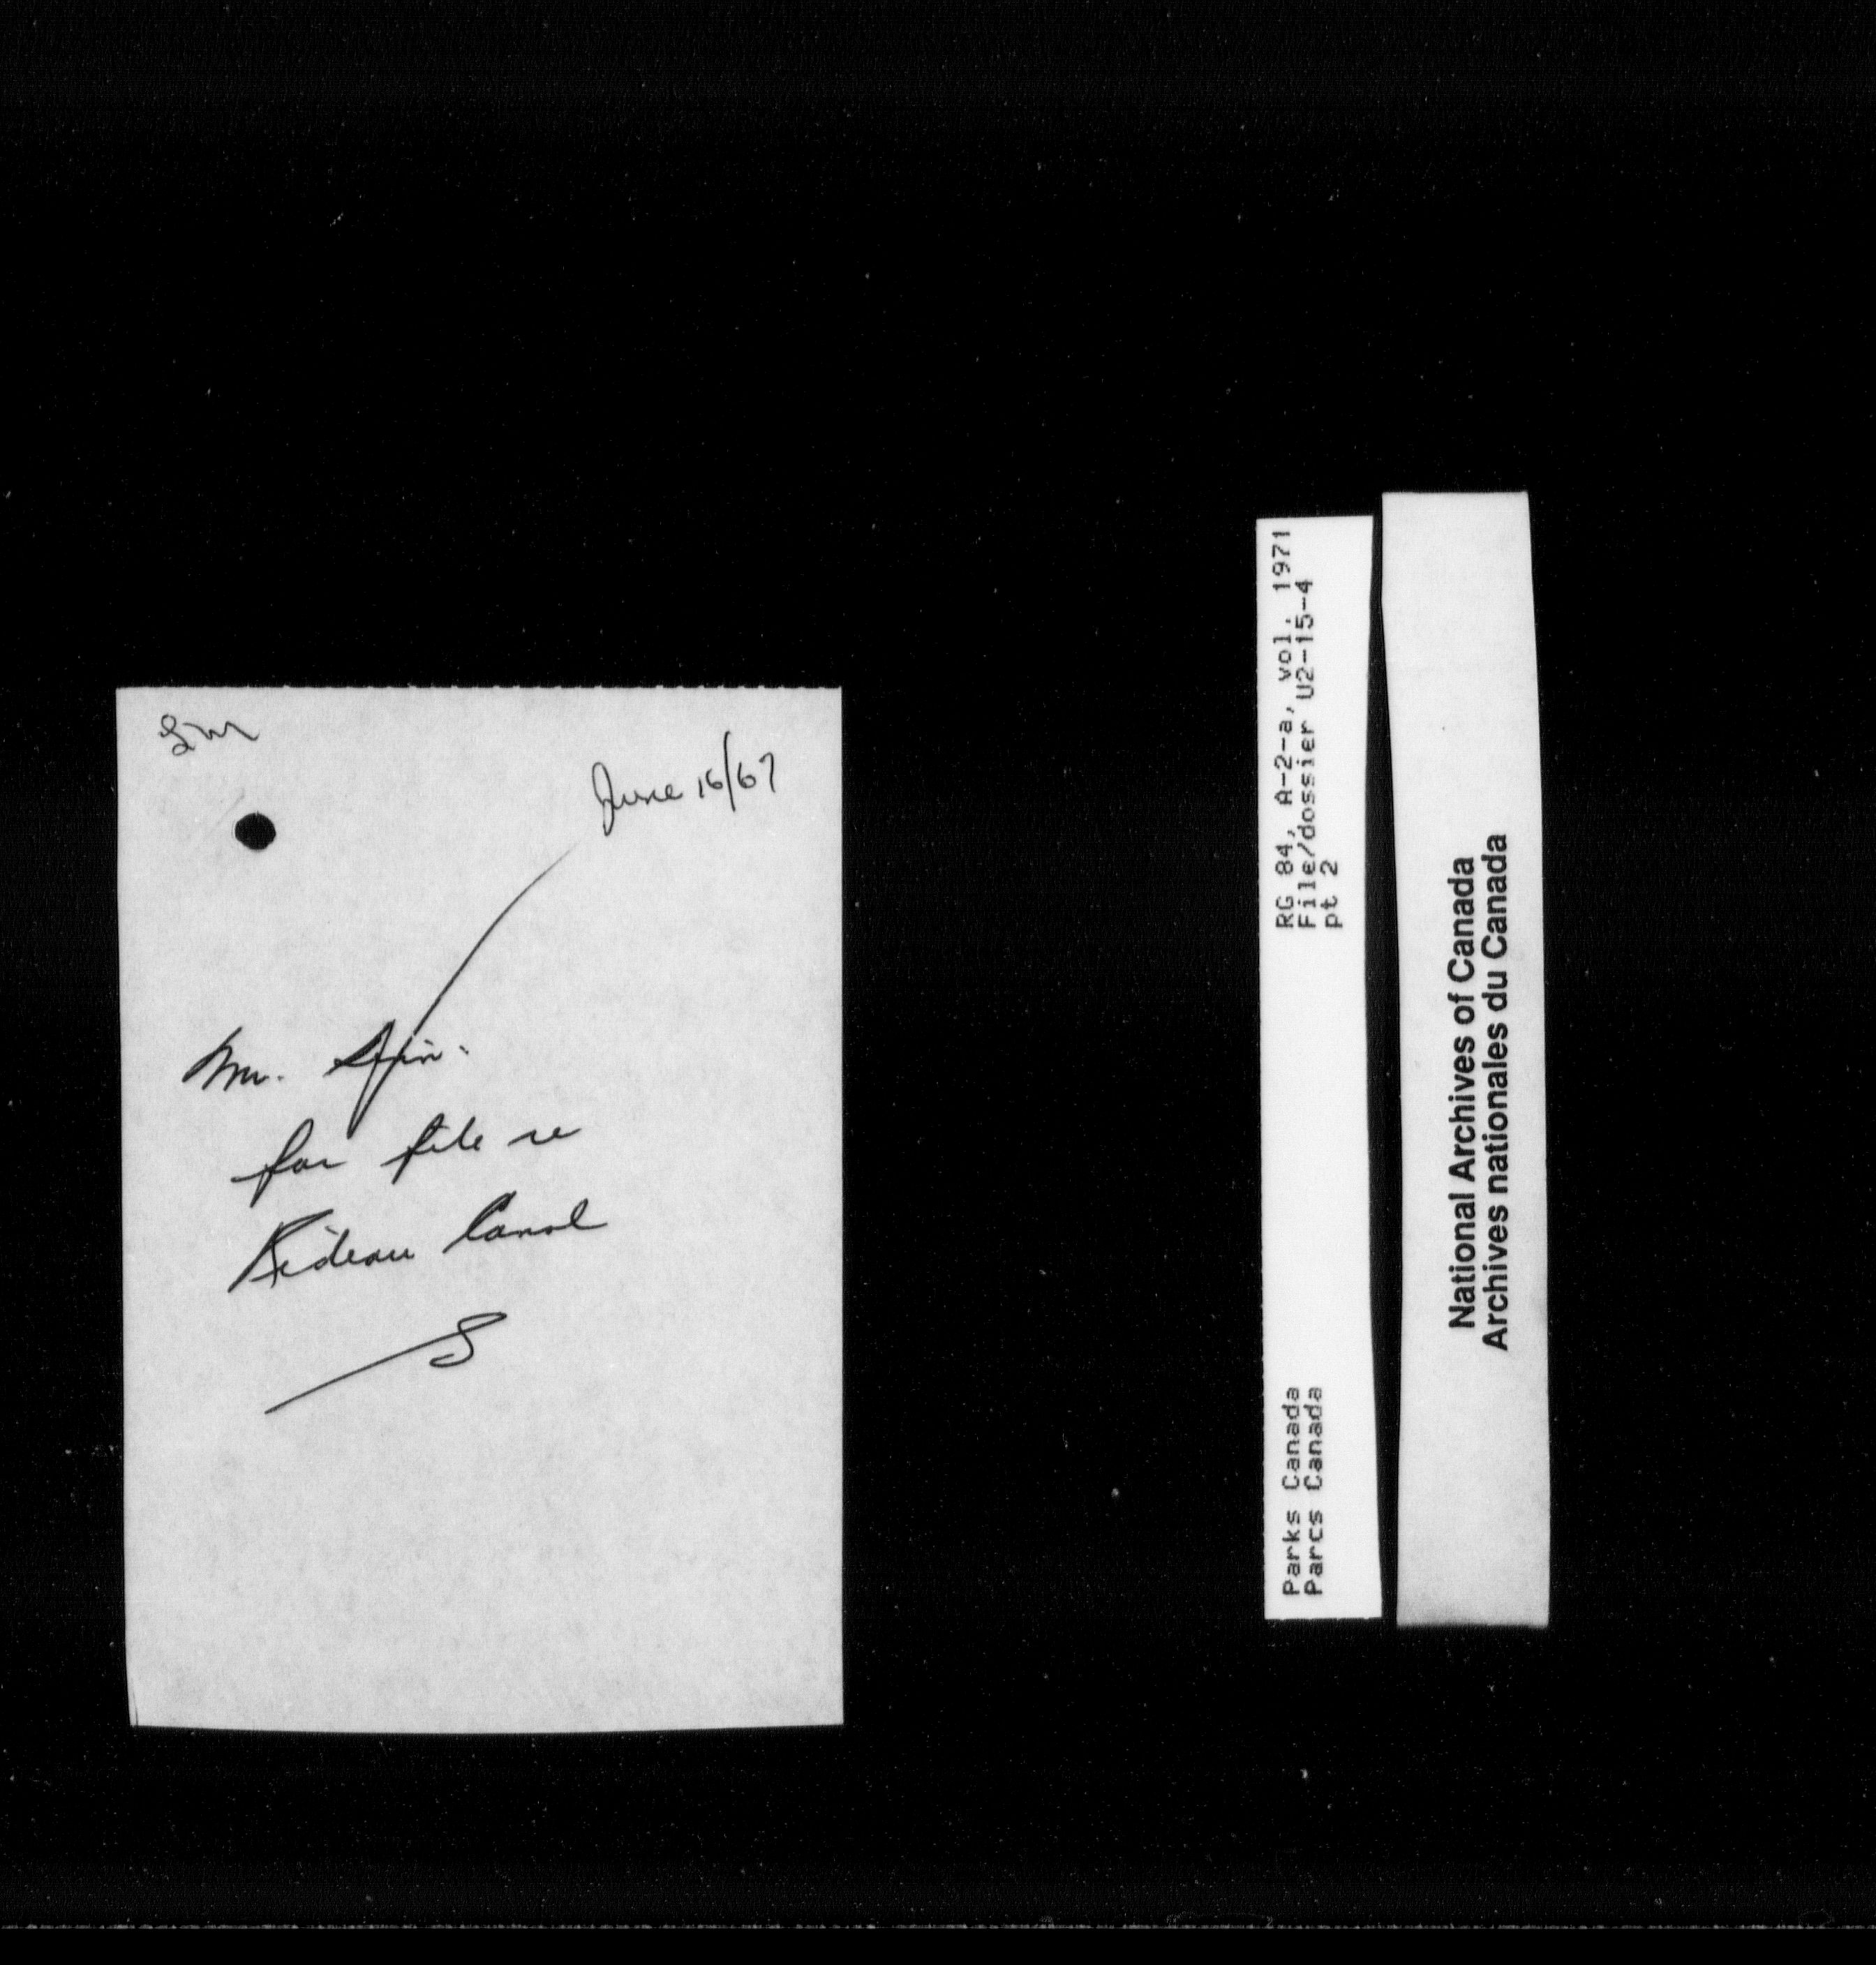 June 16/67
Mr.
for file re
Rideau Canal
S
RG 84, A-2-a, vol. 1971
File/dossier U2-15-4
pt 2
Parks Canada
Parcs Canada
National Archives of Canada
Archives nationales du Canada